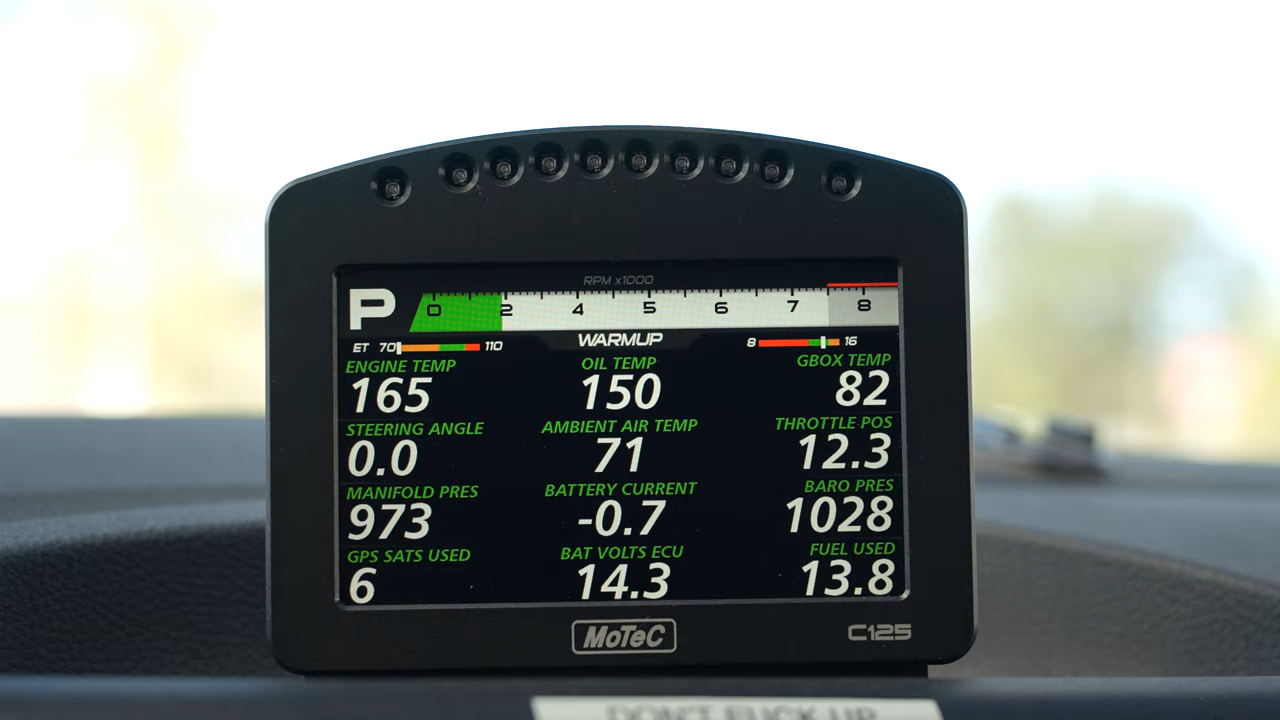 RPM x1000
P 0 2 4 5 6 7 8
ET 70 110 WARMUP 8 16
ENGINE TEMP OIL TEMP GBOX TEMP
165 150 82
STEERING ANGLE AMBIENT AIR TEMP THROTTLE POS
0.0 71 12.3
MANIFOLD PRES BATTERY CURRENT BARO PRES
973 -0.7 1028
GPS SATS USED BAT VOLTS ECU FUEL USED
6 14.3 13.8
MoTeC C125
DON'T FUCK UP